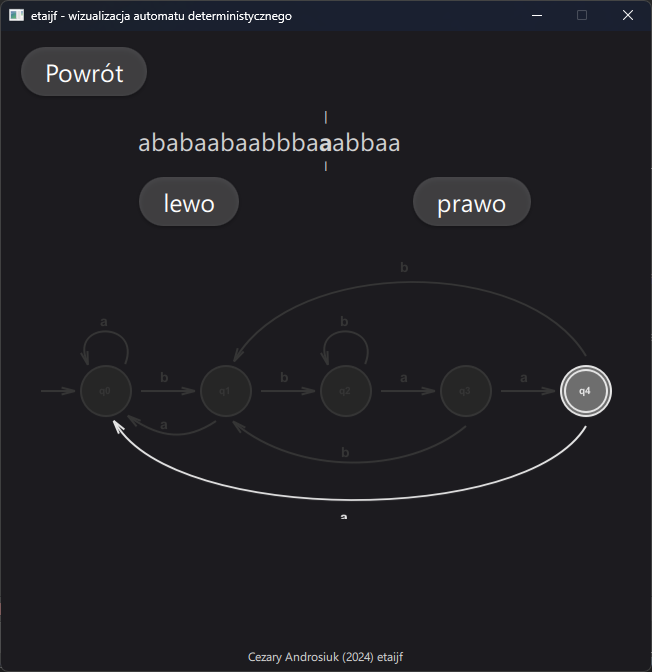 etaijf - wizualizacja automatu deterministycznego
Powrót
ababaabaabbbaaabbaa
lewo prawo
b
a b
b b a a
q0 q1 q2 q3 q4
a
b
a
Cezary Androsiuk (2024) etaijf